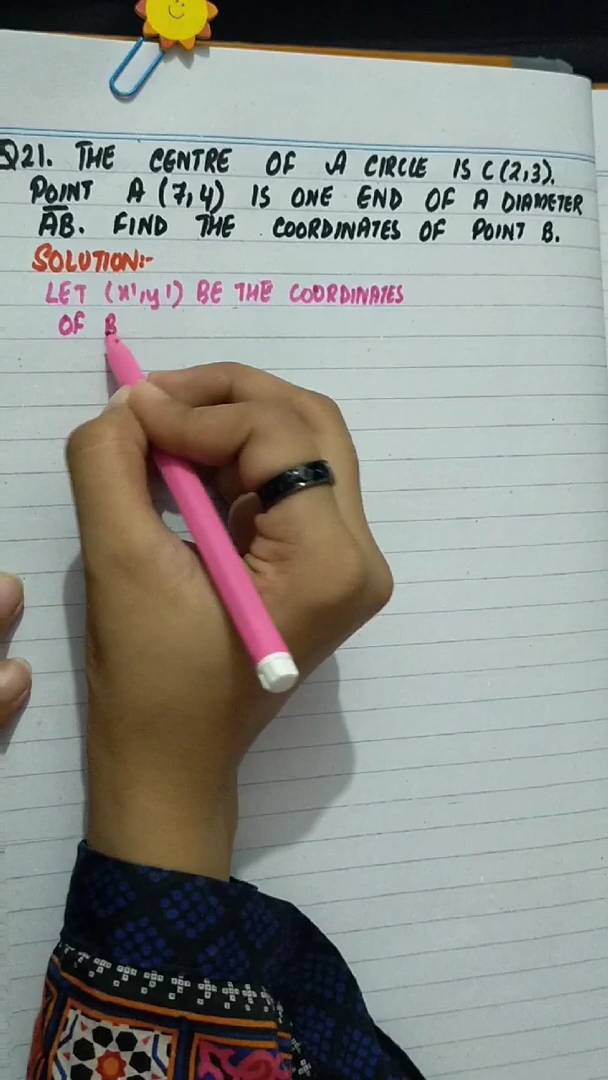 Q21. THE CENTRE OF A CIRCLE IS C(2,3).
POINT A (7,4) IS ONE END OF A DIAMETER
AB. FIND THE COORDINATES OF POINT B.
SOLUTION:-
LET (x',y') BE THE COORDINATES
OF B